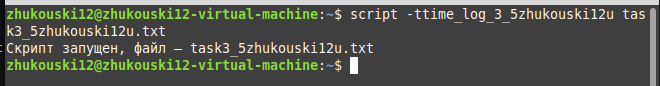 zhukouski12@zhukouski12-virtual-machine:~$ script -ttime_log_3_5zhukouski12u tas
k3_5zhukouski12u.txt
Скрипт запущен, файл — task3_5zhukouski12u.txt
zhukouski12@zhukouski12-virtual-machine:~$